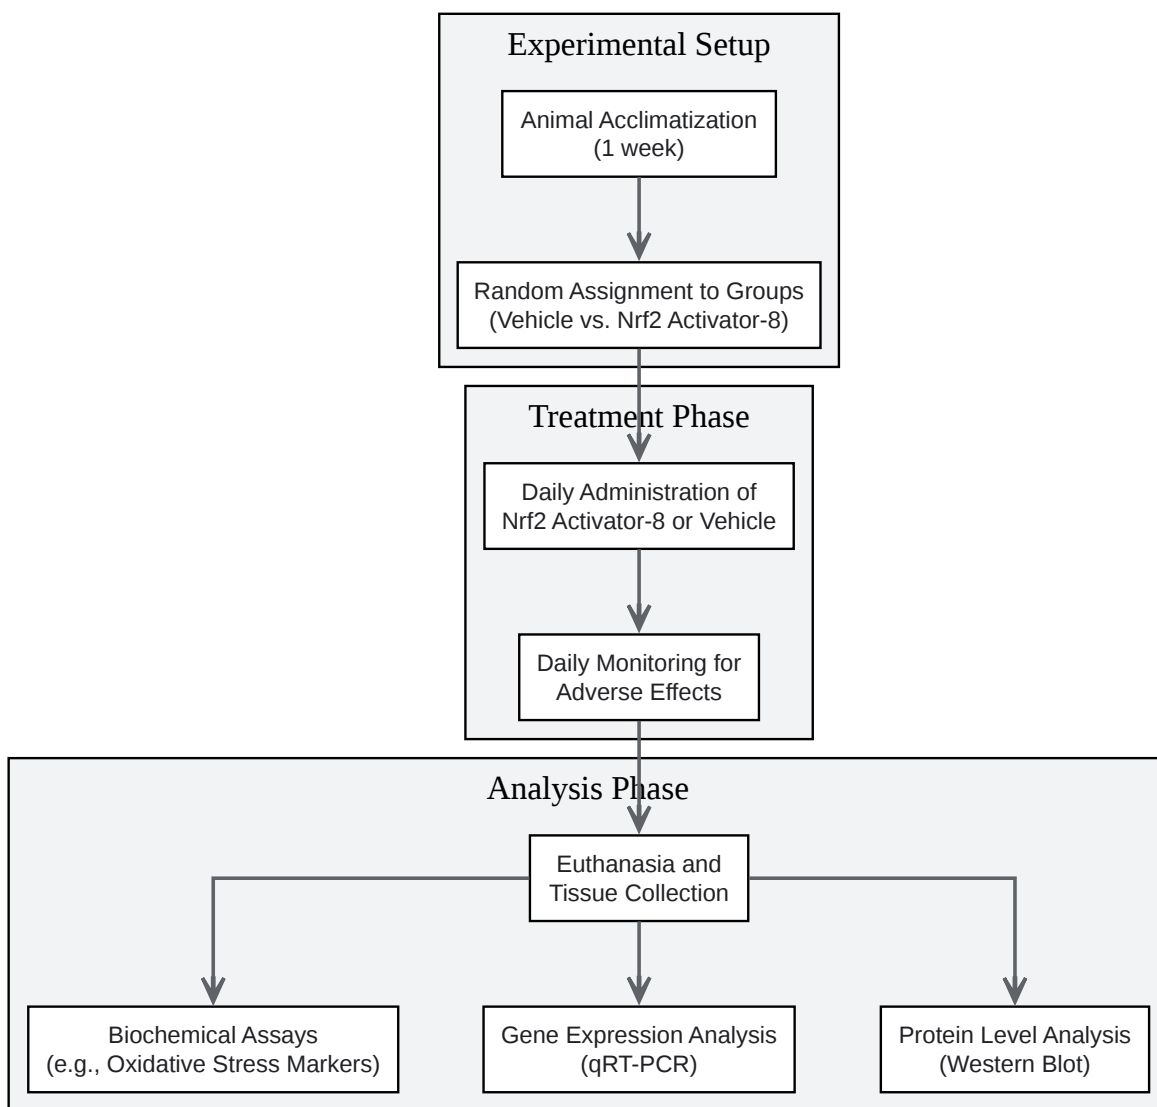 Experimental Setup
Animal Acclimatization
(1 week)
Random Assignment to Groups
(Vehicle vs. Nrf2 Activator-8)
Treatment Phase
Daily Administration of
Nrf2 Activator-8 or Vehicle
Daily Monitoring for
Adverse Effects
Analysis Phase
Euthanasia and
Tissue Collection
Biochemical Assays
(e.g., Oxidative Stress Markers)
Gene Expression Analysis
(qRT-PCR)
Protein Level Analysis
(Western Blot)